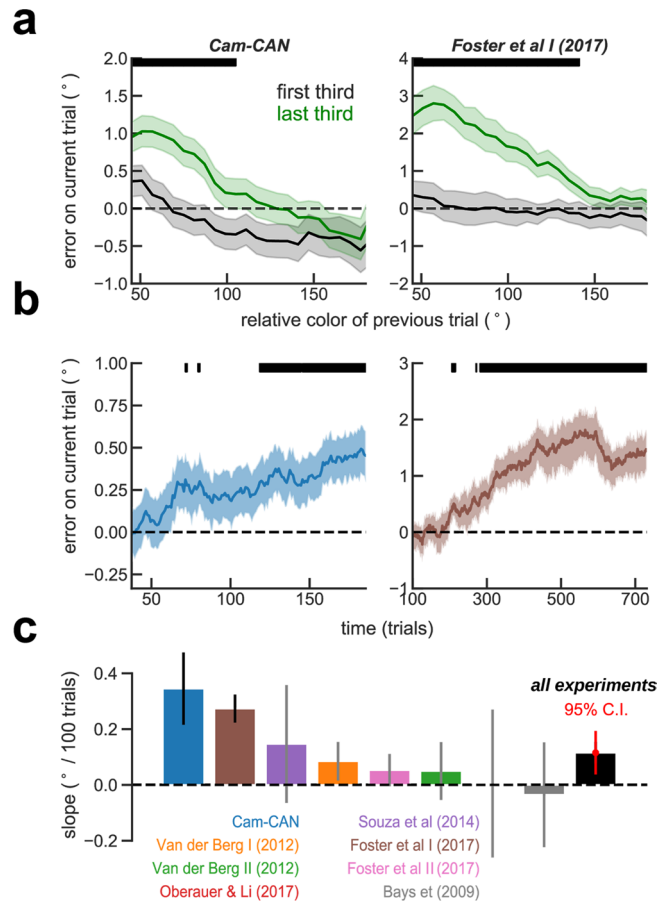 a
Cam-CAN
Foster et al I (2017)
2.0
1.5
1.0
0.5
0.0
−0.5
−1.0
error on current trial (°)
first third
last third
4
3
2
1
0
−1
−2
50
100
150
50
100
150
relative color of previous trial (°)
b
1.00
0.75
0.50
0.25
0.00
−0.25
error on current trial (°)
3
2
1
0
−1
50
100
150
100
300
500
700
time (trials)
c
0.4
0.2
0.0
−0.2
slope (° / 100 trials)
all experiments
95% C.I.
Cam-CAN
Van der Berg I (2012)
Van der Berg II (2012)
Oberauer & Li (2017)
Souza et al (2014)
Foster et al I (2017)
Foster et al II (2017)
Bays et (2009)